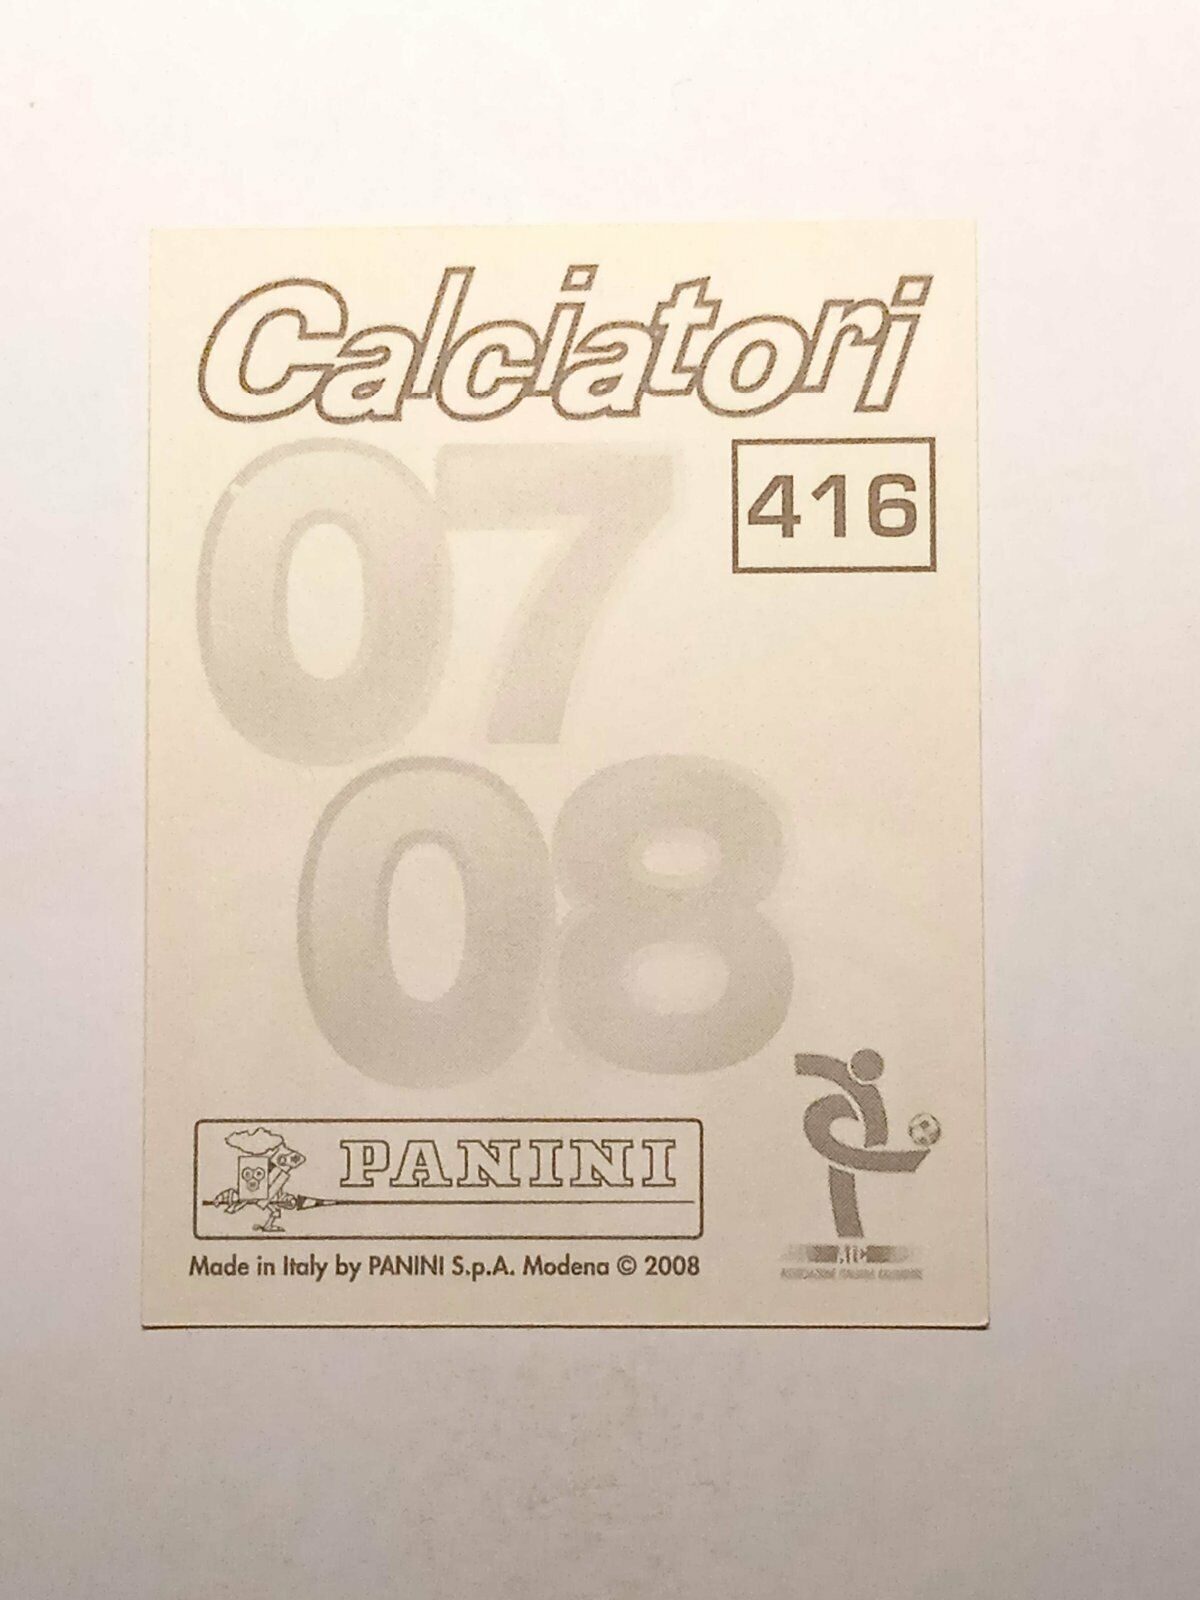 Calciatori
416
07
08
PANINI
Made in Italy by PANINI S.p.A. Modena © 2008